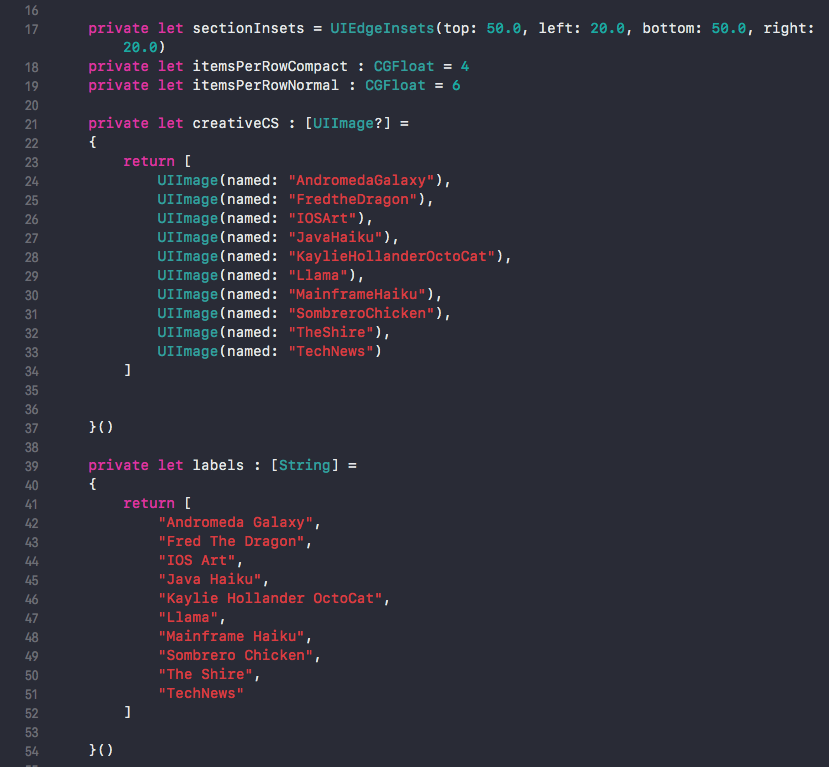 16
17 private let sectionInsets = UIEdgeInsets(top: 50.0, left: 20.0, bottom: 50.0, right:
20.0)
18 private let itemsPerRowCompact : CGFloat = 4
19 private let itemsPerRowNormal : CGFloat = 6
20
21 private let creativeCS : [UIImage?] =
22 {
23 return [
24 UIImage(named: "AndromedaGalaxy"),
25 UIImage(named: "FredtheDragon"),
26 UIImage(named: "IOSArt"),
27 UIImage(named: "JavaHaiku"),
28 UIImage(named: "KaylieHollanderOctoCat"),
29 UIImage(named: "Llama"),
30 UIImage(named: "MainframeHaiku"),
31 UIImage(named: "SombreroChicken"),
32 UIImage(named: "TheShire"),
33 UIImage(named: "TechNews")
34 ]
35
36
37 }()
38
39 private let labels : [String] =
40 {
41 return [
42 "Andromeda Galaxy",
43 "Fred The Dragon",
44 "IOS Art",
45 "Java Haiku",
46 "Kaylie Hollander OctoCat",
47 "Llama",
48 "Mainframe Haiku",
49 "Sombrero Chicken",
50 "The Shire",
51 "TechNews"
52 ]
53
54 }()